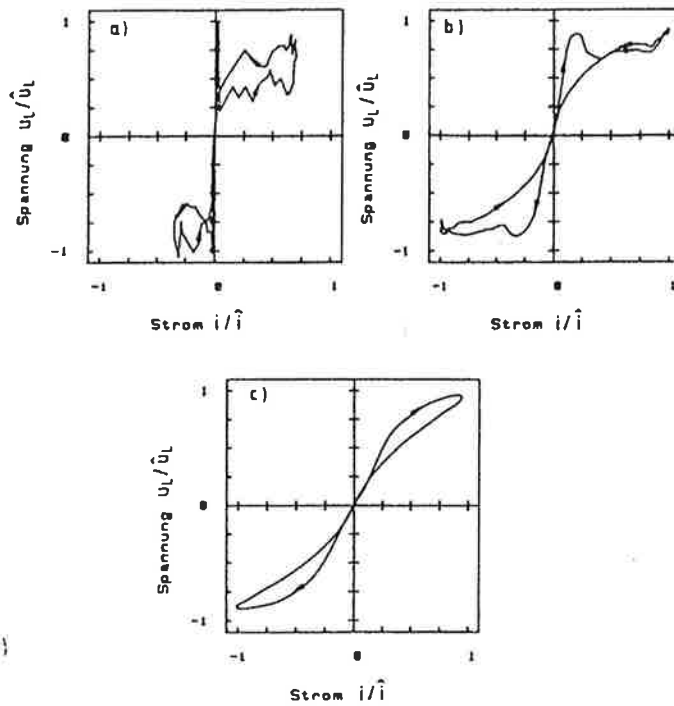 a)
Spannung u_L/û_L
1
0
-1
-1 0 1
Strom i/î
b)
Spannung u_L/û_L
1
0
-1
-1 0 1
Strom i/î
c)
Spannung u_L/û_L
1
0
-1
-1 0 1
Strom i/î
)